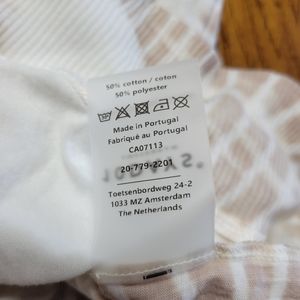 50% cotton / coton
50% polyester
Made in Portugal
Fabriqué au Portugal
CA07113
20-779-2201
Toetsenbordweg 24-2
1033 MZ Amsterdam
The Netherlands